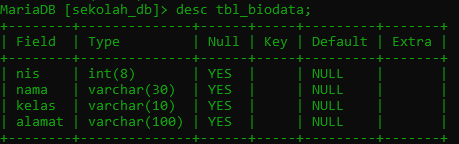 MariaDB [sekolah_db]> desc tbl_biodata;
+--------+--------------+------+-----+---------+-------+
| Field  | Type         | Null | Key | Default | Extra |
+--------+--------------+------+-----+---------+-------+
| nis    | int(8)       | YES  |     | NULL    |       |
| nama   | varchar(30)  | YES  |     | NULL    |       |
| kelas  | varchar(10)  | YES  |     | NULL    |       |
| alamat | varchar(100) | YES  |     | NULL    |       |
+--------+--------------+------+-----+---------+-------+